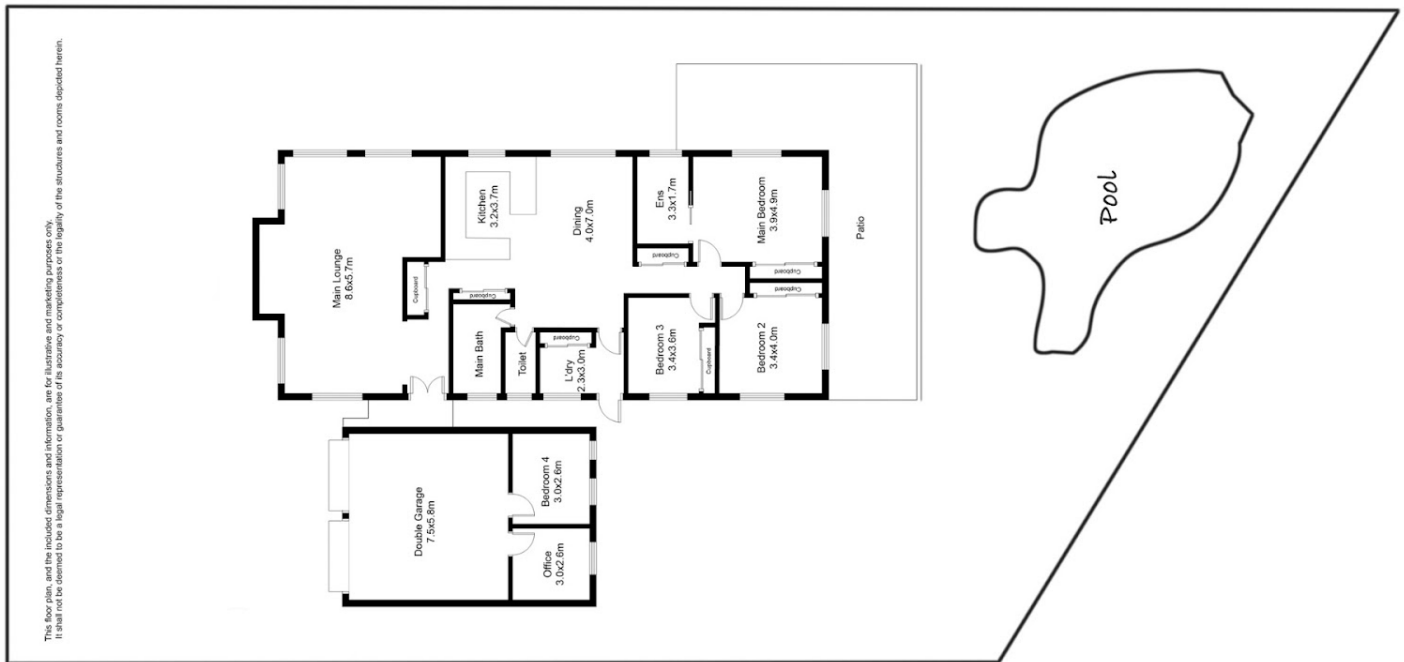 This floor plan, and the included dimensions and information, are for illustrative and marketing purposes only.
It shall not be deemed to be a legal representation or guarantee of its accuracy or completeness or the legality of the structures and rooms depicted herein.
Main Lounge
8.6x5.7m
Cupboard
Kitchen
3.2x3.7m
Dining
4.0x7.0m
Cupboard
Main Bath
Toilet
Cupboard
L'dry
2.3x3.0m
Ens
3.3x1.7m
Cupboard
Main Bedroom
3.9x4.9m
Cupboard
Cupboard
Bedroom 3
3.4x3.6m
Cupboard
Bedroom 2
3.4x4.0m
Patio
Pool
Double Garage
7.5x5.8m
Bedroom 4
3.0x2.6m
Office
3.0x2.6m